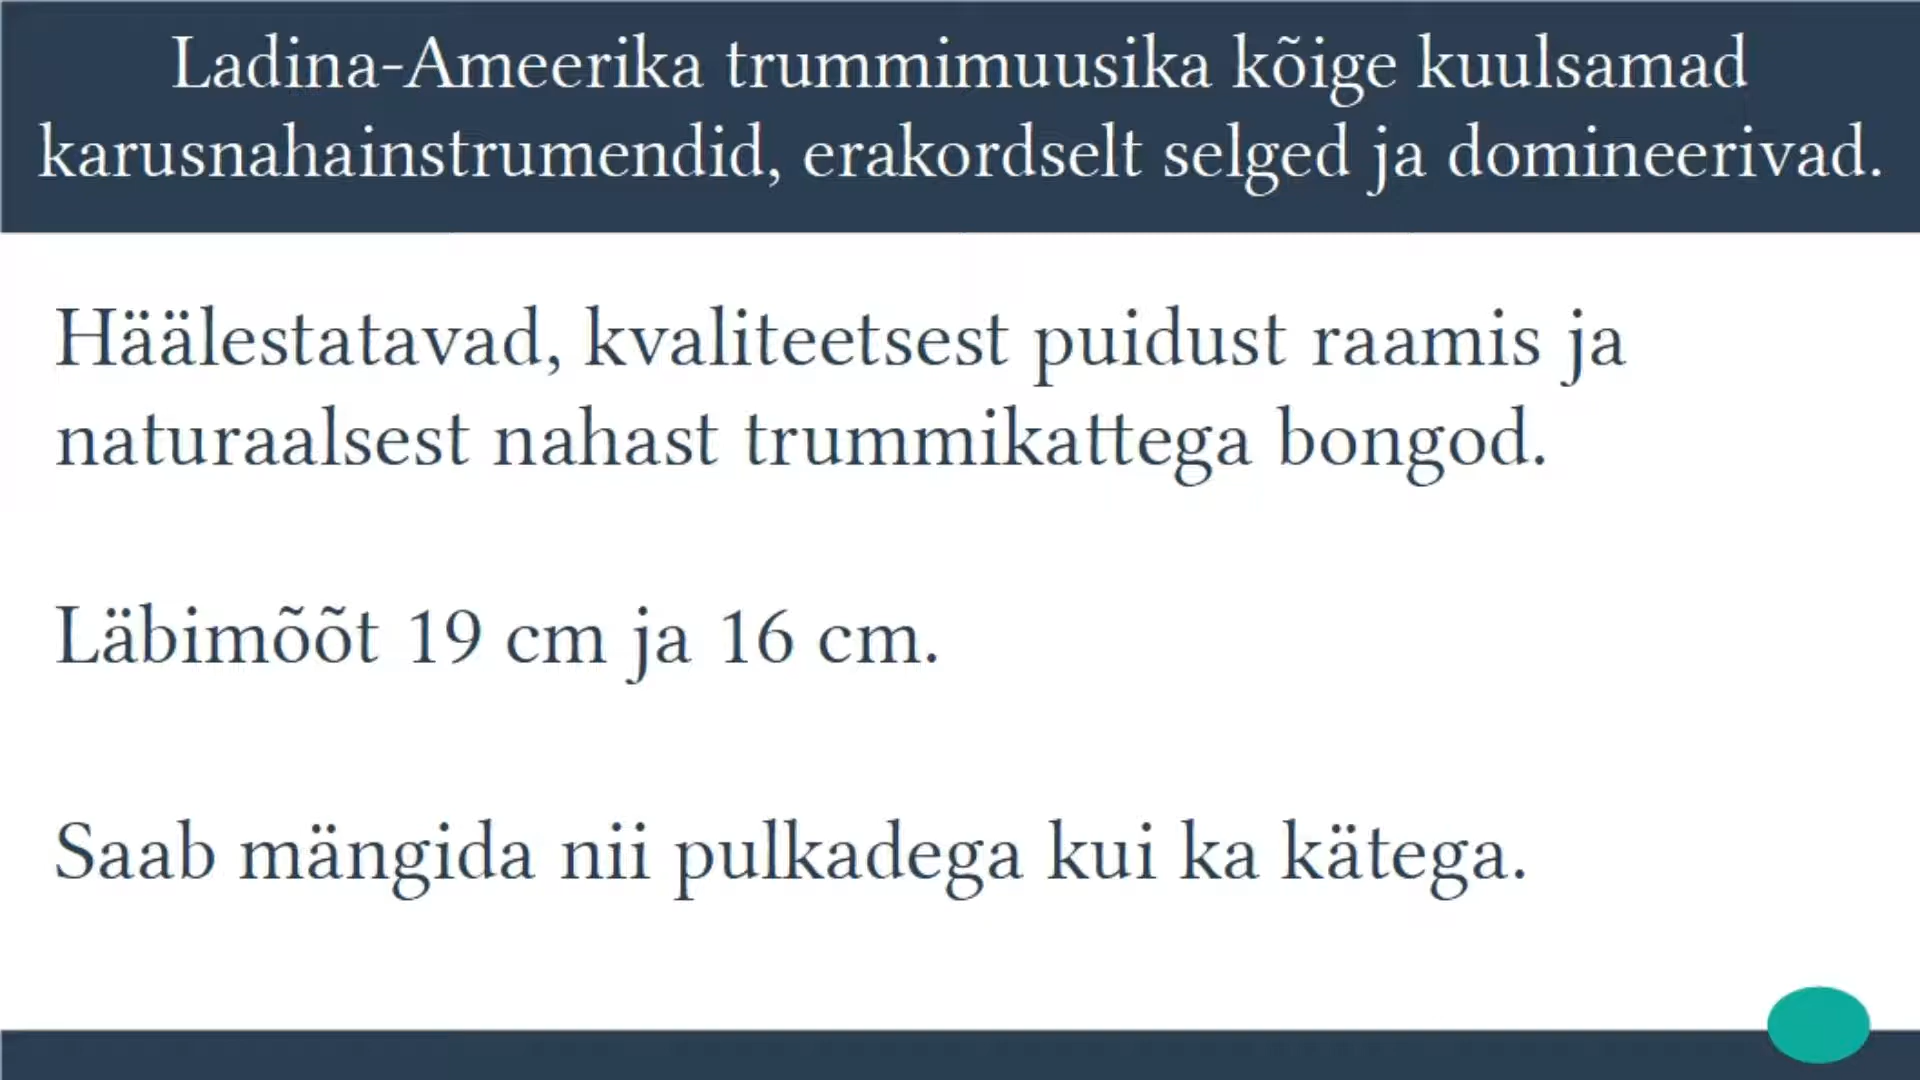 Ladina-Ameerika trummimuusika kõige kuulsamad
karusnahainstrumendid, erakordselt selged ja domineerivad.
Häälestatavad, kvaliteetsest puidust raamis ja
naturaalsest nahast trummikattega bongod.
Läbimõõt 19 cm ja 16 cm.
Saab mängida nii pulkadega kui ka kätega.